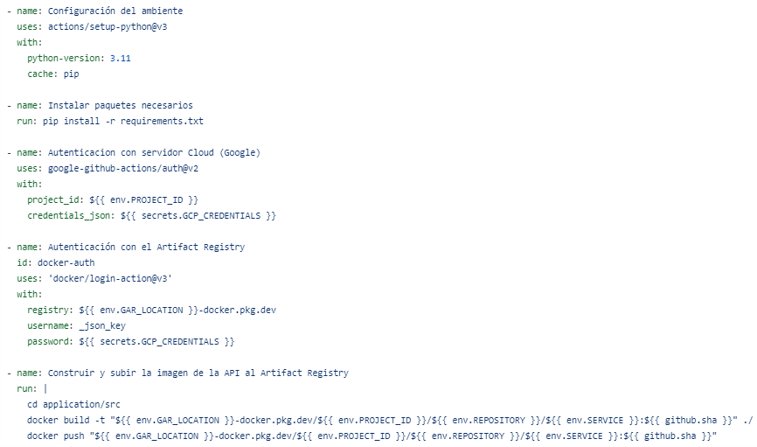 - name: Configuración del ambiente
  uses: actions/setup-python@v3
  with:
    python-version: 3.11
    cache: pip

- name: Instalar paquetes necesarios
  run: pip install -r requirements.txt

- name: Autenticacion con servidor Cloud (Google)
  uses: google-github-actions/auth@v2
  with:
    project_id: ${{ env.PROJECT_ID }}
    credentials_json: ${{ secrets.GCP_CREDENTIALS }}

- name: Autenticación con el Artifact Registry
  id: docker-auth
  uses: 'docker/login-action@v3'
  with:
    registry: ${{ env.GAR_LOCATION }}-docker.pkg.dev
    username: _json_key
    password: ${{ secrets.GCP_CREDENTIALS }}

- name: Construir y subir la imagen de la API al Artifact Registry
  run: |
    cd application/src
    docker build -t "${{ env.GAR_LOCATION }}-docker.pkg.dev/${{ env.PROJECT_ID }}/${{ env.REPOSITORY }}/${{ env.SERVICE }}:${{ github.sha }}" ./
    docker push "${{ env.GAR_LOCATION }}-docker.pkg.dev/${{ env.PROJECT_ID }}/${{ env.REPOSITORY }}/${{ env.SERVICE }}:${{ github.sha }}"